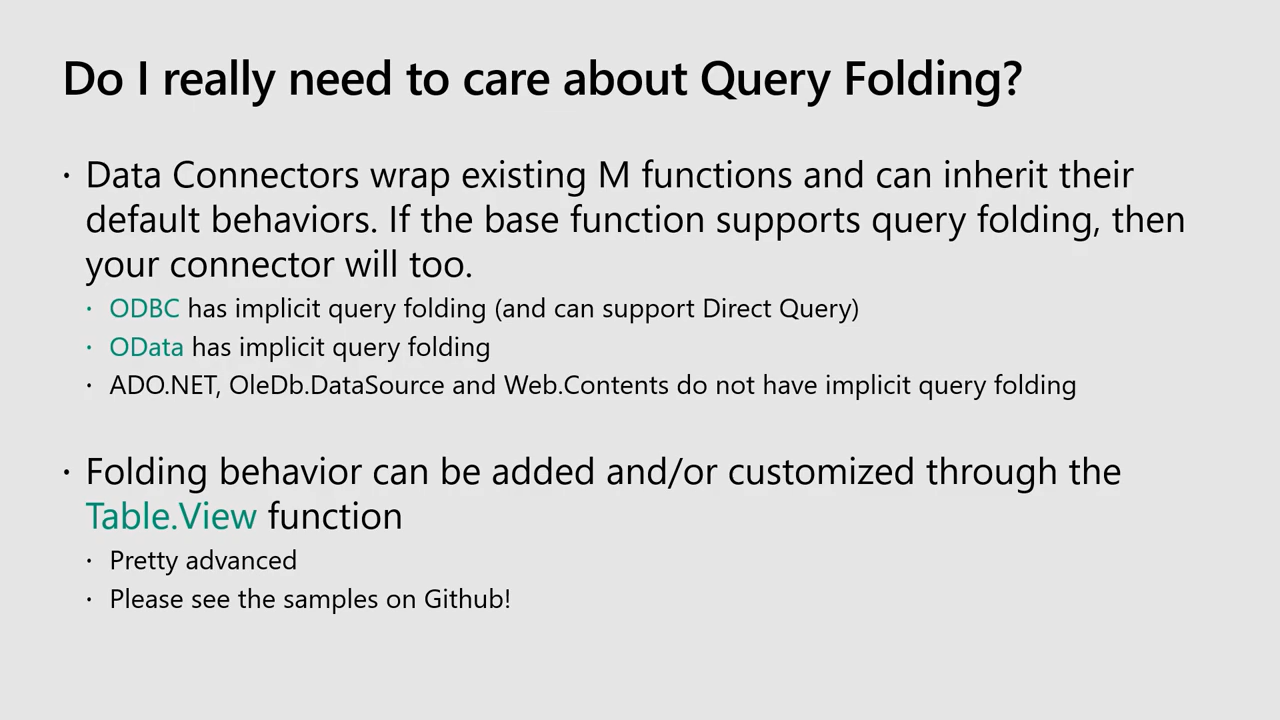 Do I really need to care about Query Folding?
· Data Connectors wrap existing M functions and can inherit their
default behaviors. If the base function supports query folding, then
your connector will too.
· ODBC has implicit query folding (and can support Direct Query)
· OData has implicit query folding
· ADO.NET, OleDb.DataSource and Web.Contents do not have implicit query folding
· Folding behavior can be added and/or customized through the
Table.View function
· Pretty advanced
· Please see the samples on Github!